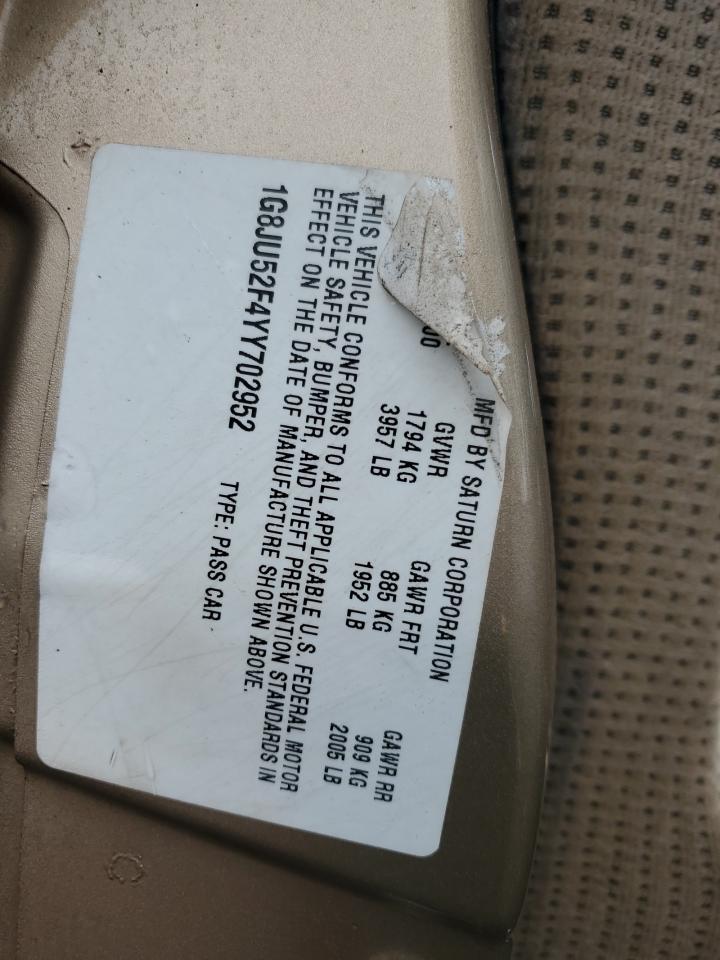 MFD BY SATURN CORPORATION
GVWR GAWR FRT GAWR RR
00 1794 KG 885 KG 909 KG
3957 LB 1952 LB 2005 LB
THIS VEHICLE CONFORMS TO ALL APPLICABLE U.S. FEDERAL MOTOR
VEHICLE SAFETY, BUMPER, AND THEFT PREVENTION STANDARDS IN
EFFECT ON THE DATE OF MANUFACTURE SHOWN ABOVE.
1G8JU52F4YY702952
TYPE: PASS CAR